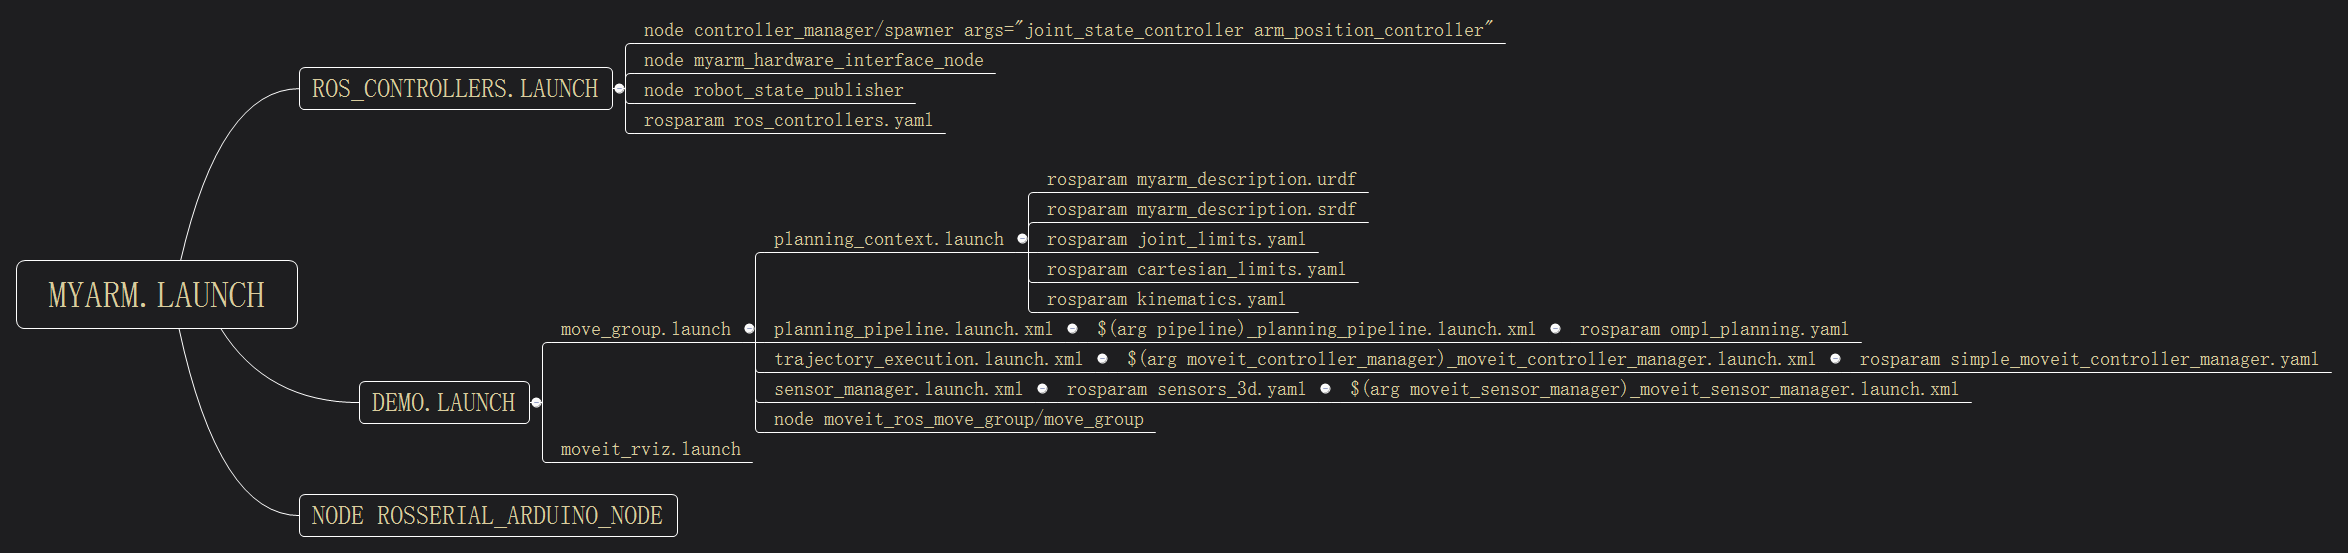 MYARM.LAUNCH
ROS_CONTROLLERS.LAUNCH
node controller_manager/spawner args="joint_state_controller arm_position_controller"
node myarm_hardware_interface_node
node robot_state_publisher
rosparam ros_controllers.yaml
DEMO.LAUNCH
move_group.launch
planning_context.launch
rosparam myarm_description.urdf
rosparam myarm_description.srdf
rosparam joint_limits.yaml
rosparam cartesian_limits.yaml
rosparam kinematics.yaml
planning_pipeline.launch.xml
$(arg pipeline)_planning_pipeline.launch.xml
rosparam ompl_planning.yaml
trajectory_execution.launch.xml
$(arg moveit_controller_manager)_moveit_controller_manager.launch.xml
rosparam simple_moveit_controller_manager.yaml
sensor_manager.launch.xml
rosparam sensors_3d.yaml
$(arg moveit_sensor_manager)_moveit_sensor_manager.launch.xml
node moveit_ros_move_group/move_group
moveit_rviz.launch
NODE ROSSERIAL_ARDUINO_NODE